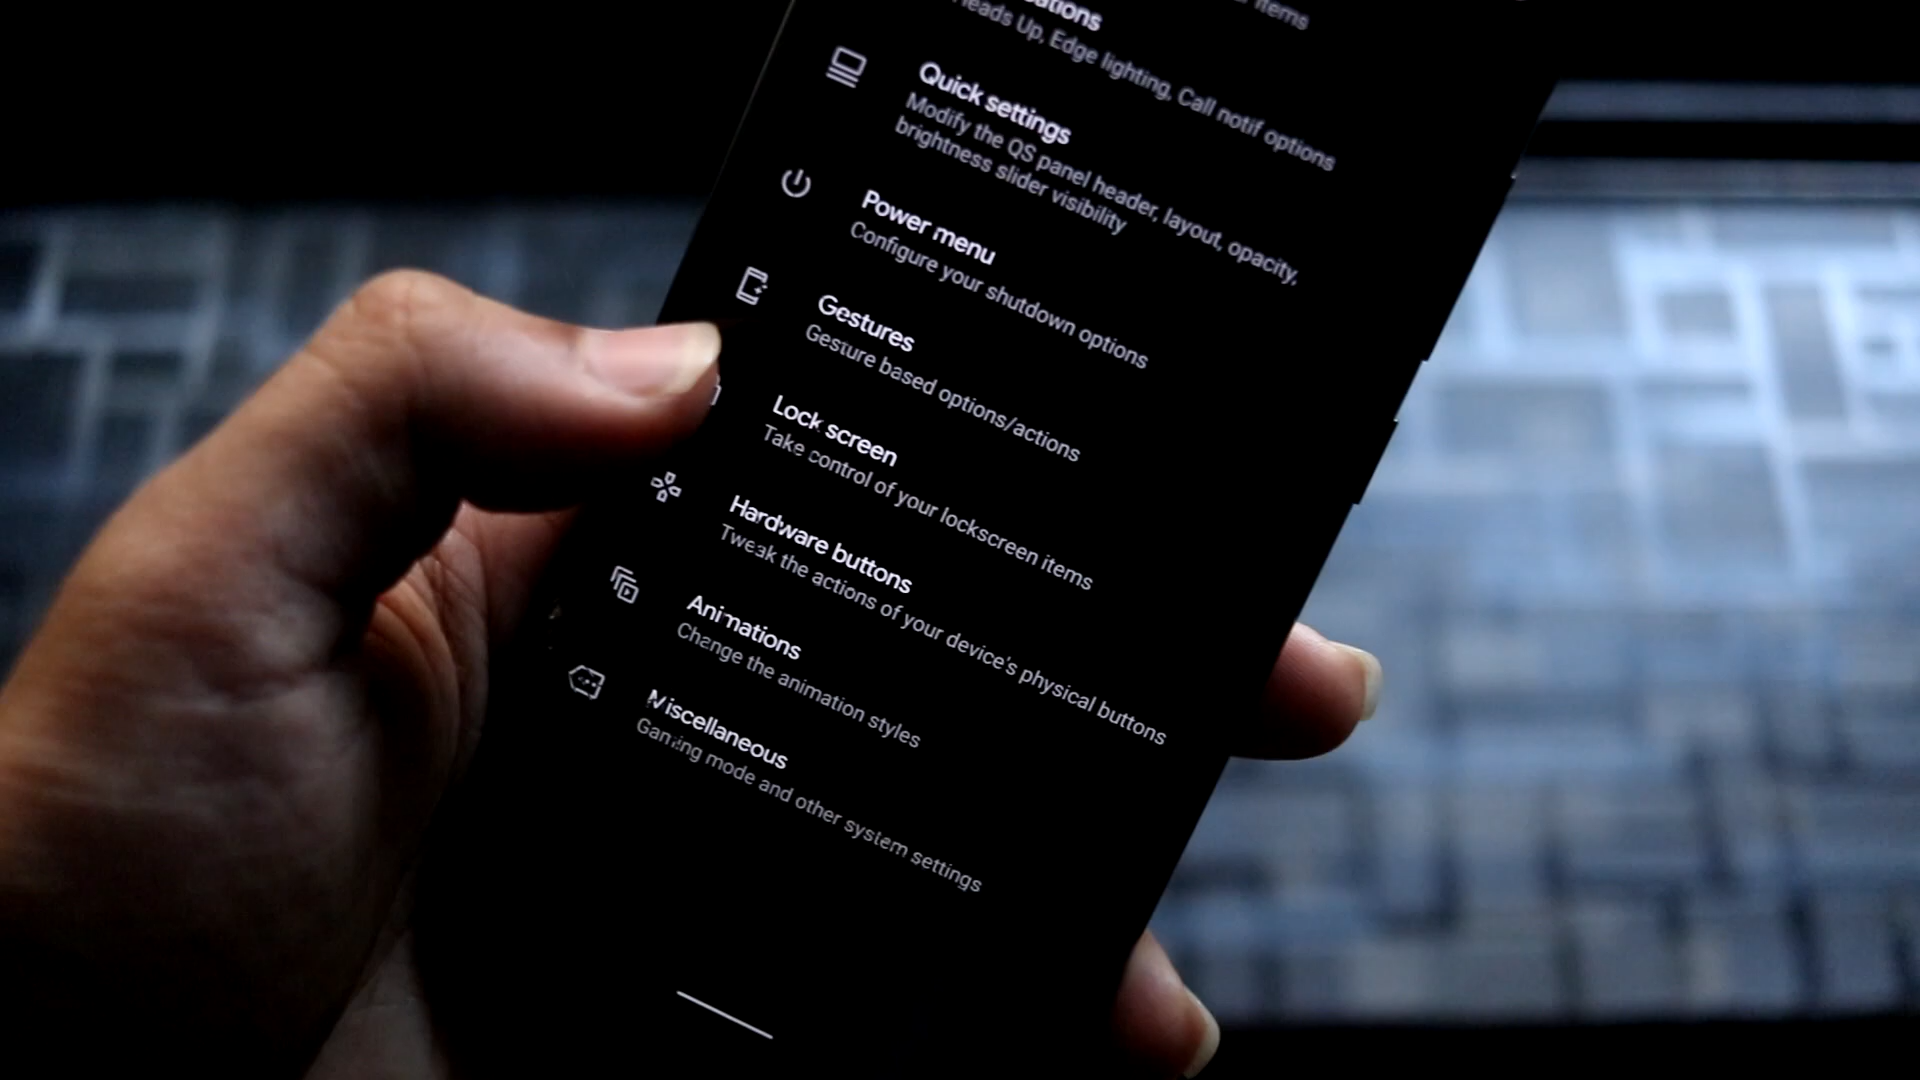 items
Heads Up, Edge lighting, Call notif options
Quick settings
Modify the QS panel header, layout, opacity,
brightness slider visibility
Power menu
Configure your shutdown options
Gestures
Gesture based options/actions
Lock screen
Take control of your lockscreen items
Hardware buttons
Tweak the actions of your device's physical buttons
Animations
Change the animation styles
Miscellaneous
Gaming mode and other system settings